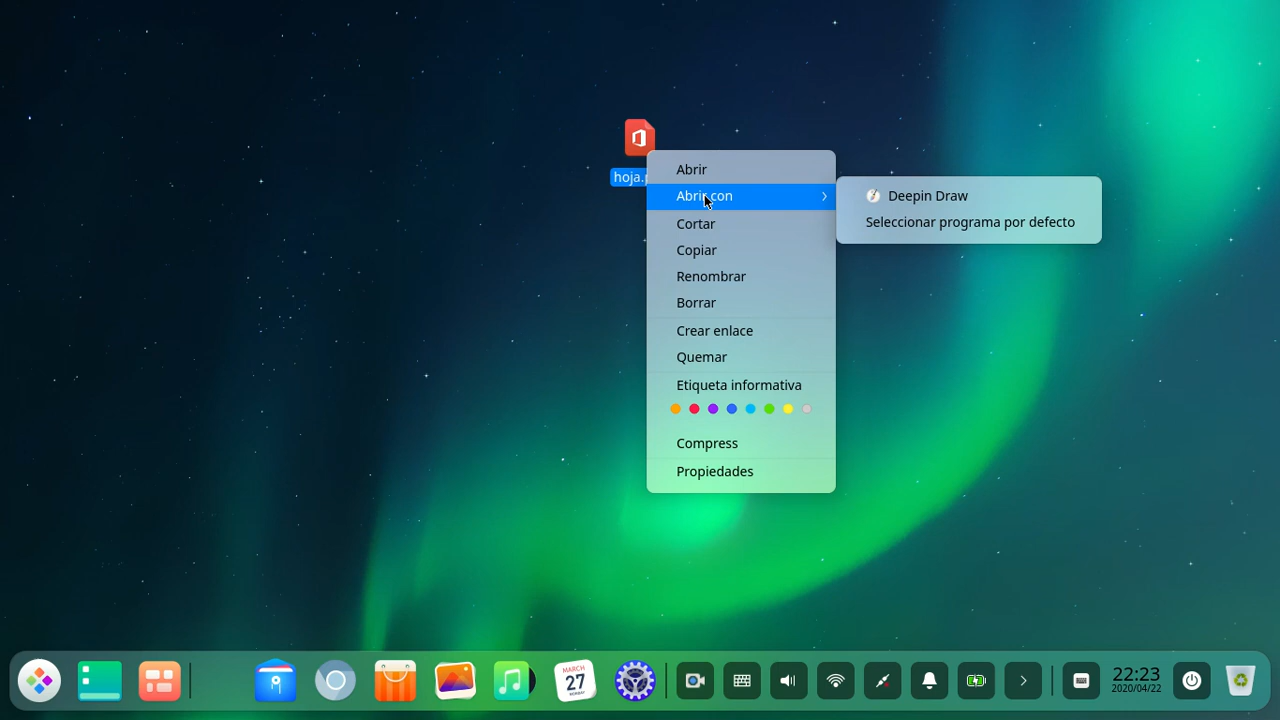 hoja.p
Abrir
Abrir con
Deepin Draw
Seleccionar programa por defecto
Cortar
Copiar
Renombrar
Borrar
Crear enlace
Quemar
Etiqueta informativa
Compress
Propiedades
MARCH
27
22:23
2020/04/22